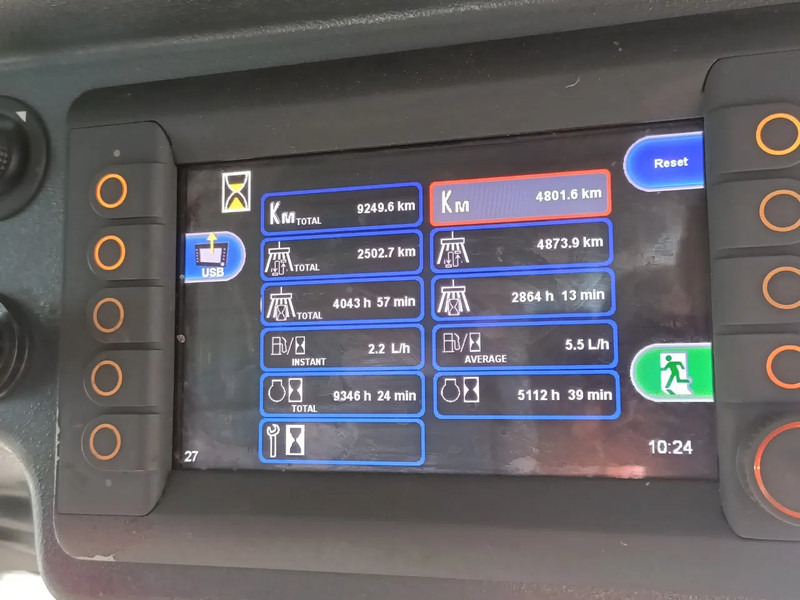 Reset
Km TOTAL 9249.6 km
Km 4801.6 km
USB
TOTAL 2502.7 km
4873.9 km
TOTAL 4043 h 57 min
2864 h 13 min
INSTANT 2.2 L/h
AVERAGE 5.5 L/h
TOTAL 9346 h 24 min
5112 h 39 min
27
10:24